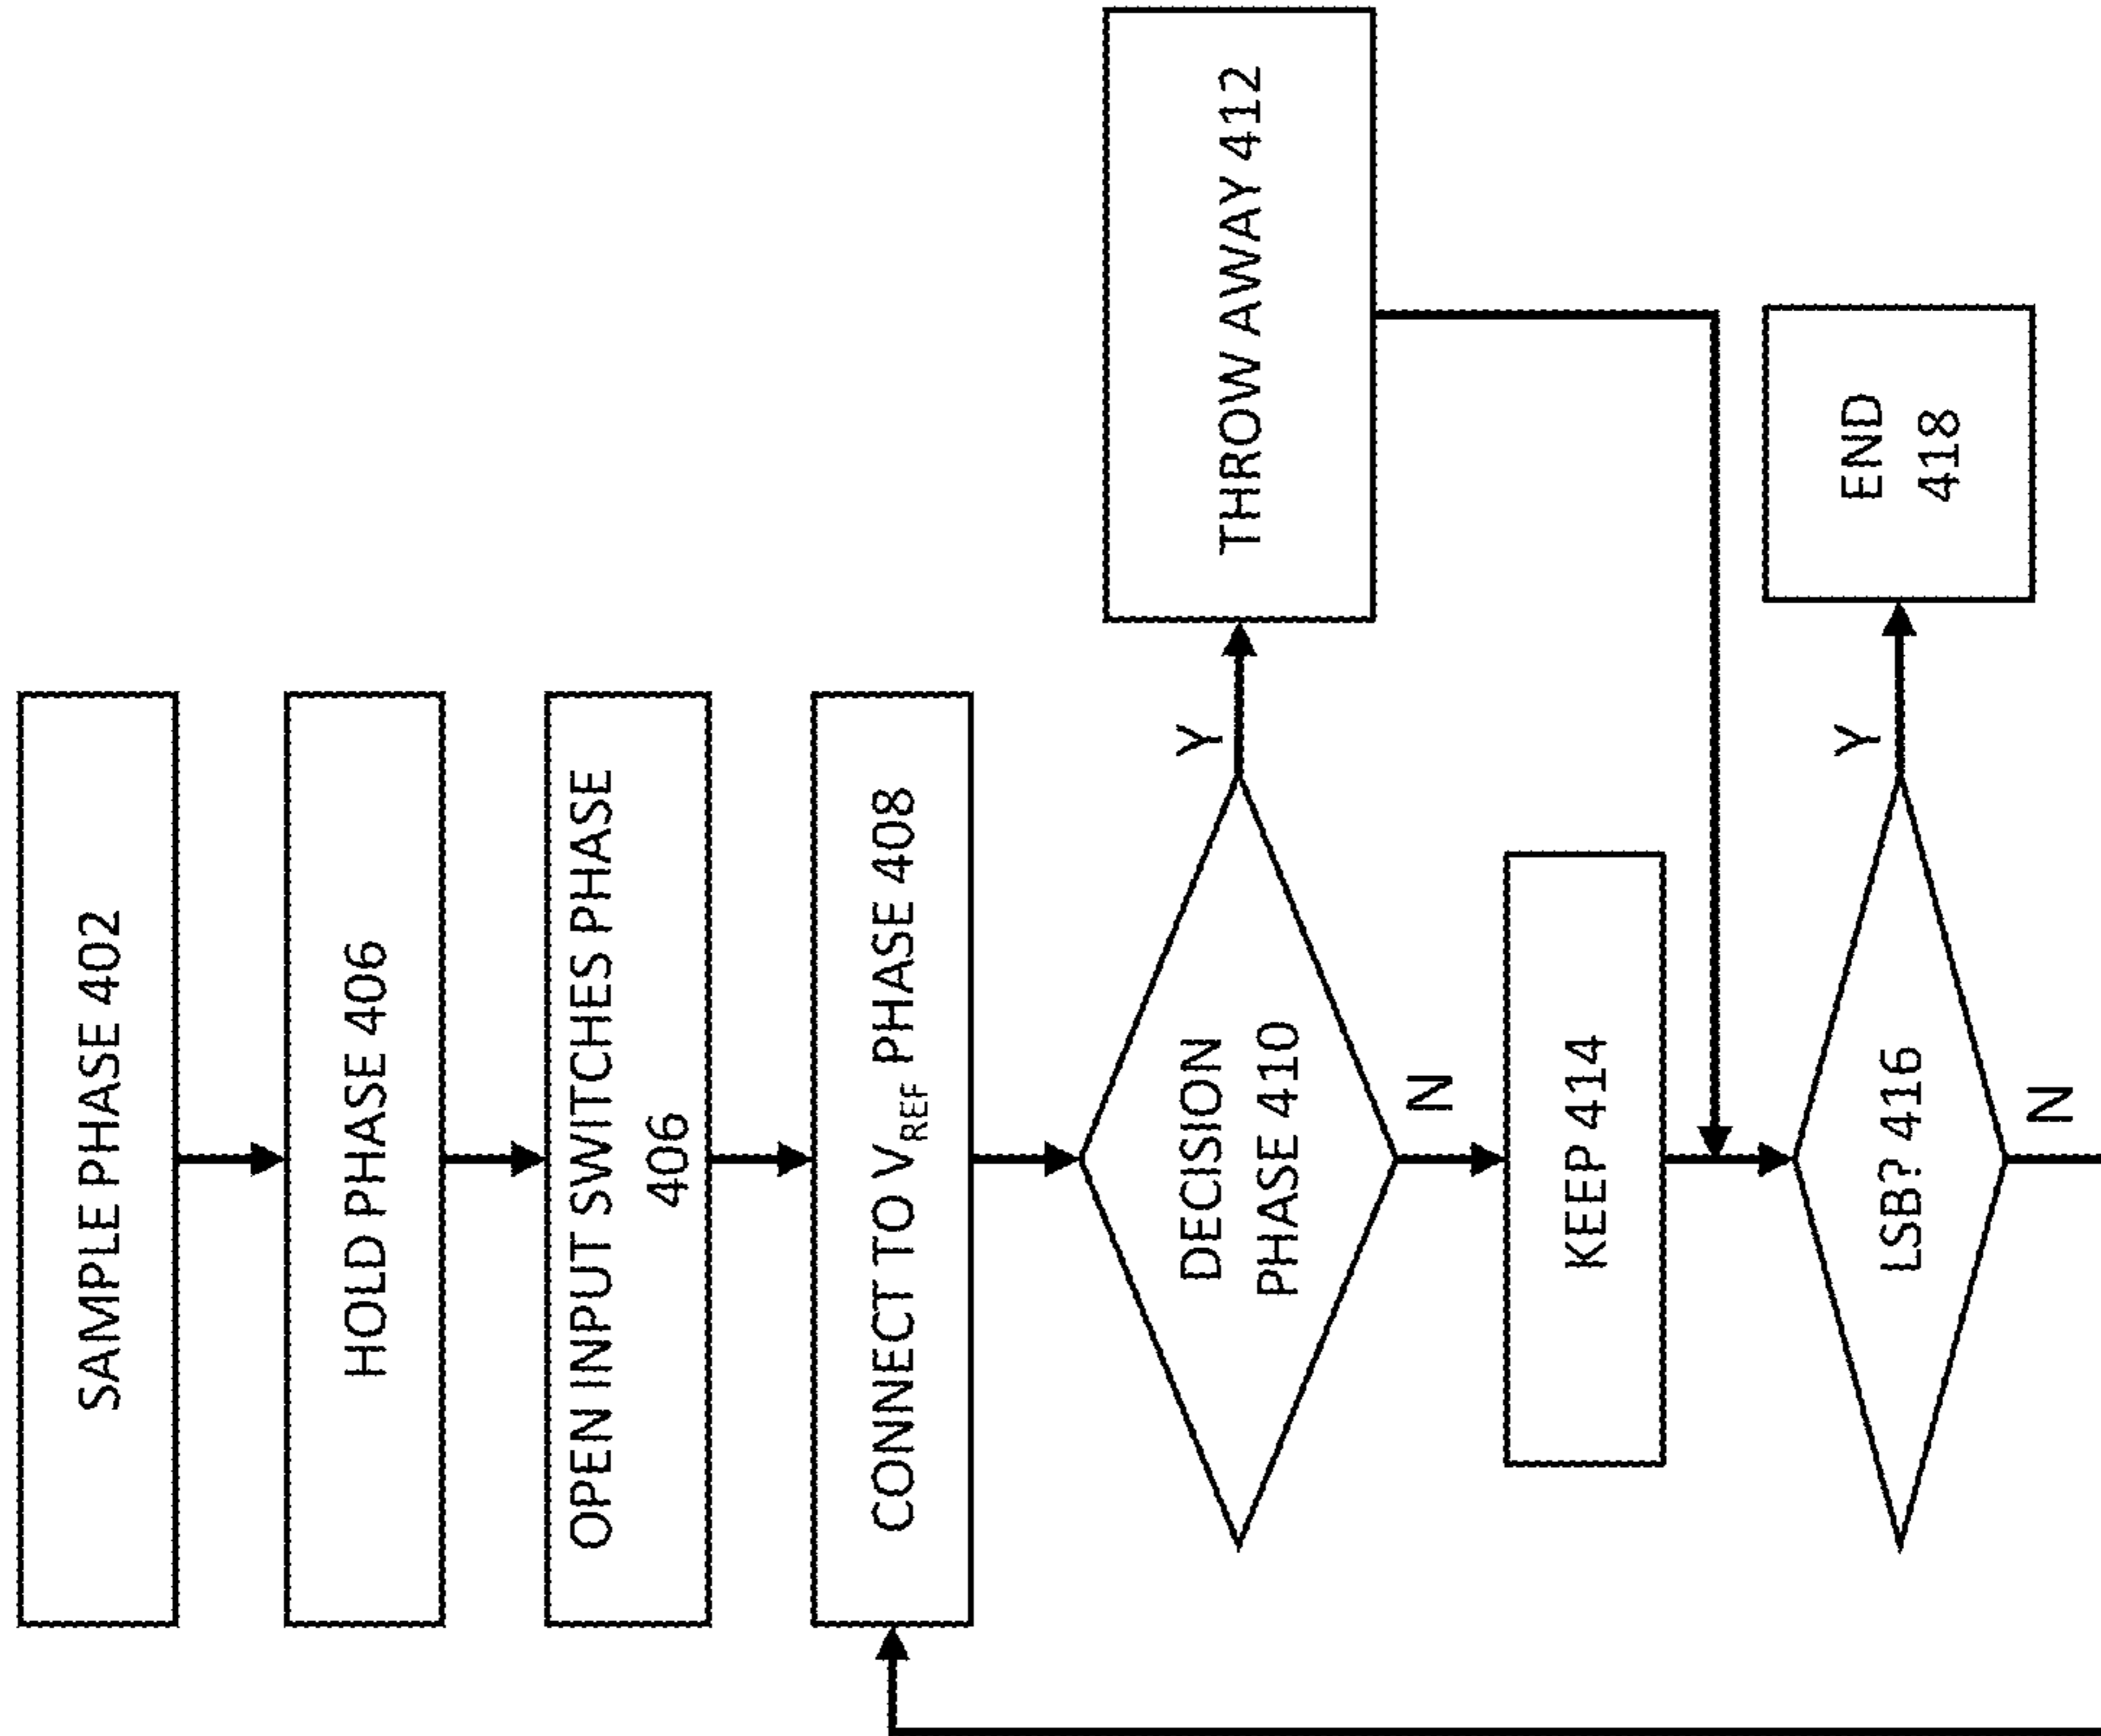 SAMPLE PHASE 402
HOLD PHASE 406
OPEN INPUT SWITCHES PHASE
406
CONNECT TO VREF PHASE 408
DECISION
PHASE 410
Y
THROW AWAY 412
N
KEEP 414
LSB? 416
Y
END
418
N